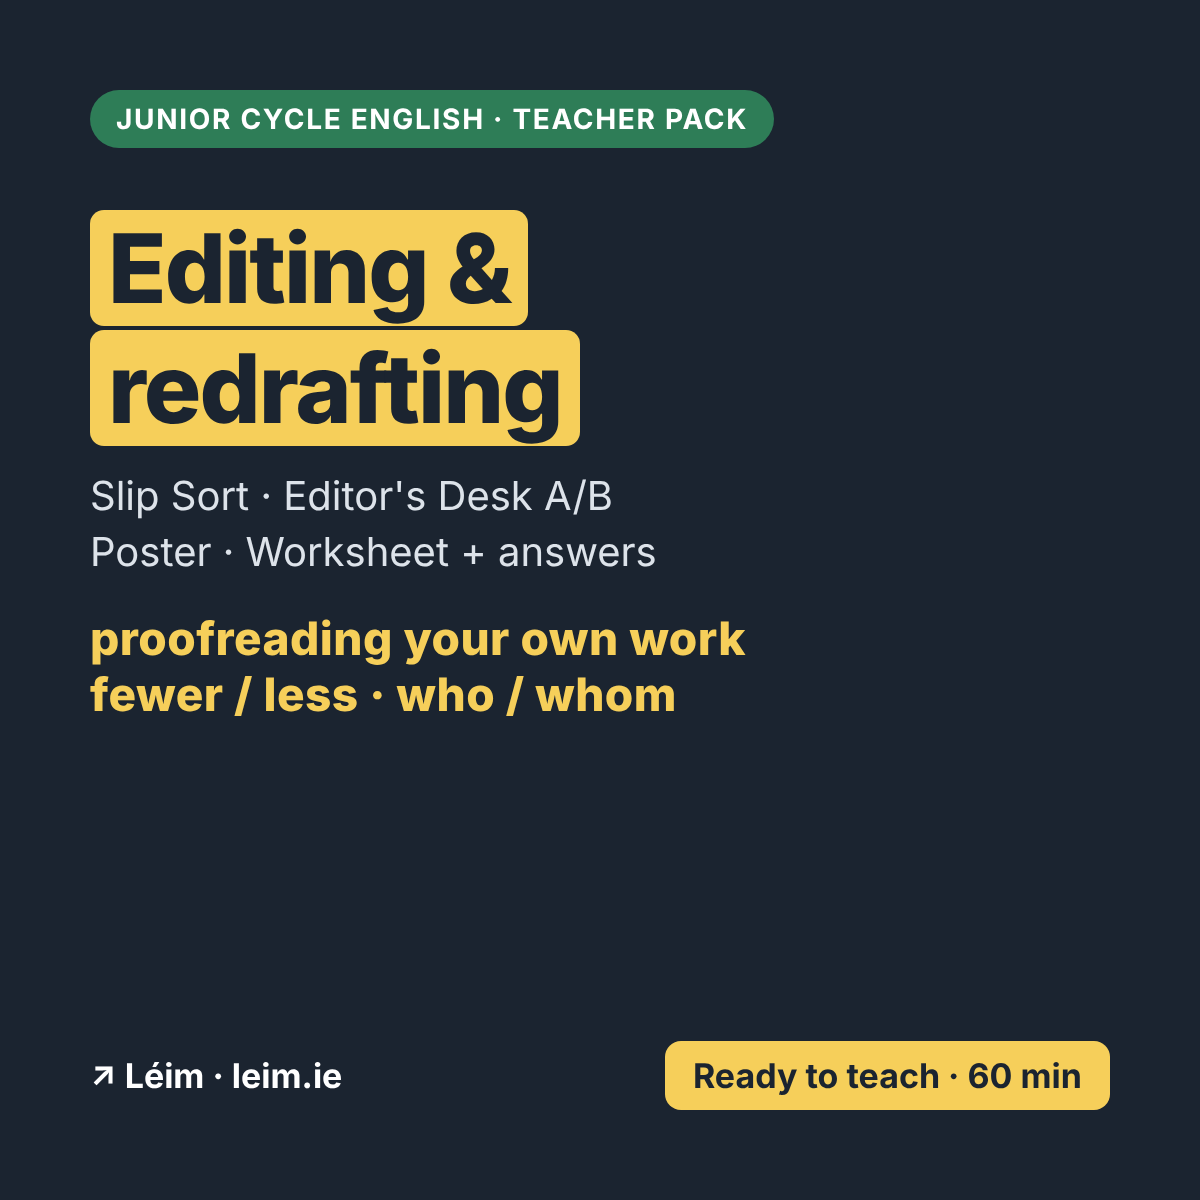 JUNIOR CYCLE ENGLISH · TEACHER PACK
Editing &
redrafting
Slip Sort · Editor's Desk A/B
Poster · Worksheet + answers
proofreading your own work
fewer / less · who / whom
↗ Léim · leim.ie
Ready to teach · 60 min